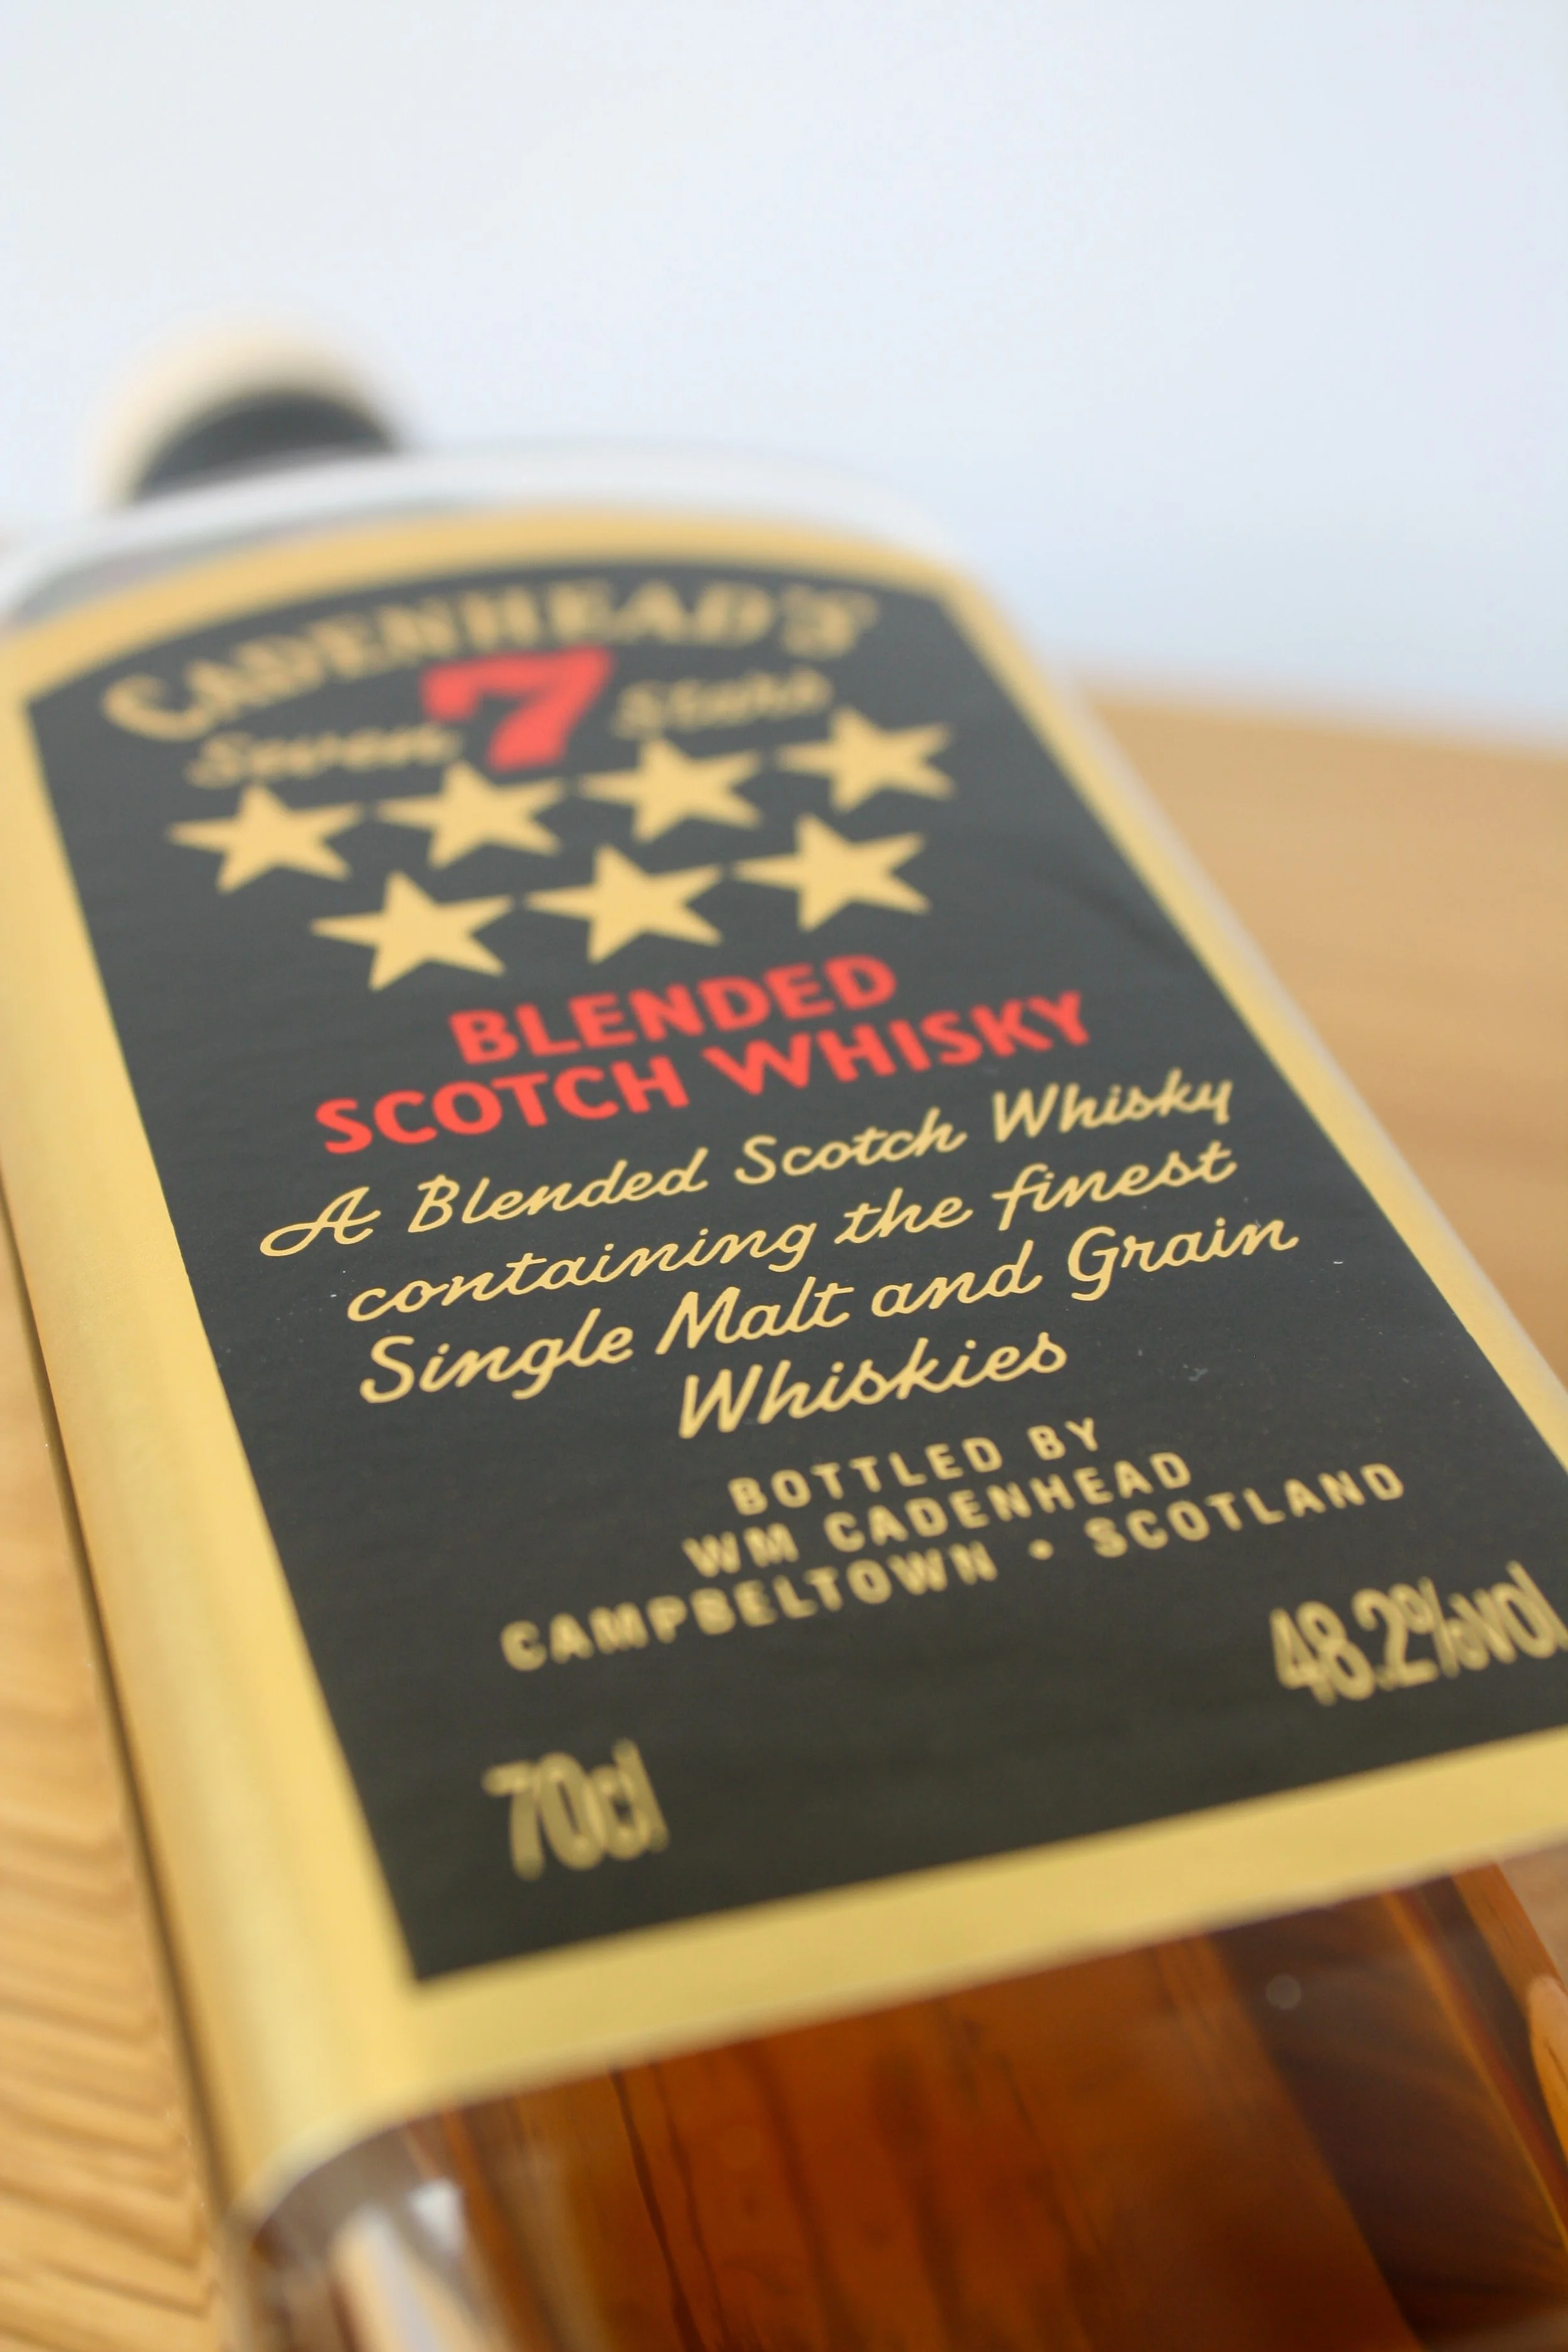 CADENHEAD'S
Seven 7 Stars
BLENDED
SCOTCH WHISKY
A Blended Scotch Whisky
containing the finest
Single Malt and Grain
Whiskies
BOTTLED BY
WM CADENHEAD
CAMPBELTOWN • SCOTLAND
48.2%vol
70cl